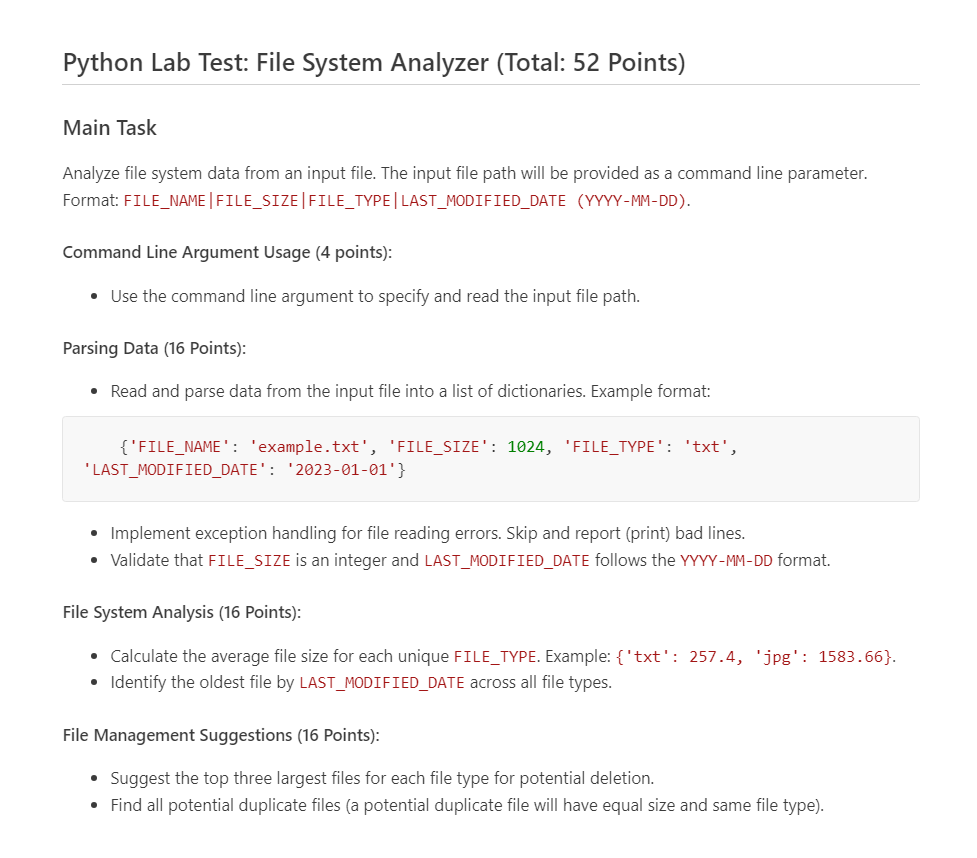 Python Lab Test: File System Analyzer (Total: 52 Points)
Main Task
Analyze file system data from an input file. The input file path will be provided as a command line parameter.
Format: FILE_NAME|FILE_SIZE|FILE_TYPE|LAST_MODIFIED_DATE (YYYY-MM-DD).
Command Line Argument Usage (4 points):
• Use the command line argument to specify and read the input file path.
Parsing Data (16 Points):
• Read and parse data from the input file into a list of dictionaries. Example format:
{'FILE_NAME': 'example.txt', 'FILE_SIZE': 1024, 'FILE_TYPE': 'txt',
'LAST_MODIFIED_DATE': '2023-01-01'}
• Implement exception handling for file reading errors. Skip and report (print) bad lines.
• Validate that FILE_SIZE is an integer and LAST_MODIFIED_DATE follows the YYYY-MM-DD format.
File System Analysis (16 Points):
• Calculate the average file size for each unique FILE_TYPE. Example: {'txt': 257.4, 'jpg': 1583.66}.
• Identify the oldest file by LAST_MODIFIED_DATE across all file types.
File Management Suggestions (16 Points):
• Suggest the top three largest files for each file type for potential deletion.
• Find all potential duplicate files (a potential duplicate file will have equal size and same file type).